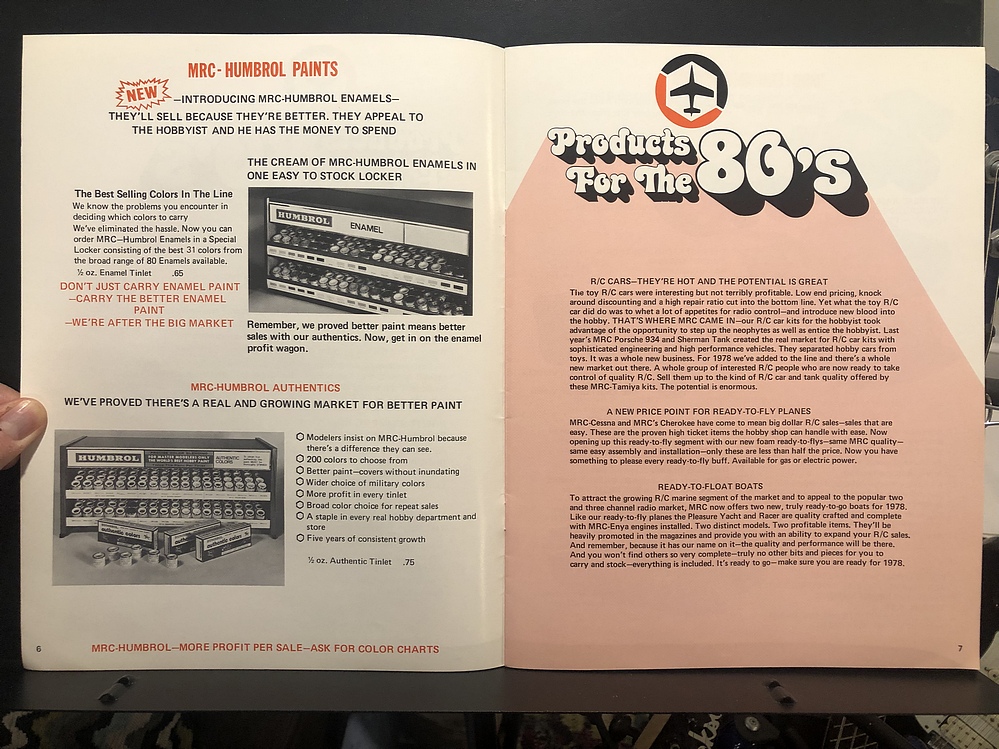 MRC-HUMBROL PAINTS
NEW
—INTRODUCING MRC-HUMBROL ENAMELS—
THEY'LL SELL BECAUSE THEY'RE BETTER. THEY APPEAL TO
THE HOBBYIST AND HE HAS THE MONEY TO SPEND
THE CREAM OF MRC-HUMBROL ENAMELS IN
ONE EASY TO STOCK LOCKER
The Best Selling Colors In The Line
We know the problems you encounter in
deciding which colors to carry
We've eliminated the hassle. Now you can
order MRC—Humbrol Enamels in a Special
Locker consisting of the best 31 colors from
the broad range of 80 Enamels available.
½ oz. Enamel Tinlet .65
DON'T JUST CARRY ENAMEL PAINT
—CARRY THE BETTER ENAMEL
PAINT
—WE'RE AFTER THE BIG MARKET
HUMBROL
ENAMEL
Remember, we proved better paint means better
sales with our authentics. Now, get in on the enamel
profit wagon.
MRC-HUMBROL AUTHENTICS
WE'VE PROVED THERE'S A REAL AND GROWING MARKET FOR BETTER PAINT
HUMBROL
FOR MASTER MODELERS ONLY
THE WORLD'S BEST HOBBY PAINT
AUTHENTIC
COLORS
authentic colors
authentic colors
Modelers insist on MRC-Humbrol because
there's a difference they can see.
200 colors to choose from
Better paint—covers without inundating
Wider choice of military colors
More profit in every tinlet
Broad color choice for repeat sales
A staple in every real hobby department and
store
Five years of consistent growth
½ oz. Authentic Tinlet .75
6
MRC-HUMBROL—MORE PROFIT PER SALE—ASK FOR COLOR CHARTS
Products
For The
80's
R/C CARS—THEY'RE HOT AND THE POTENTIAL IS GREAT
The toy R/C cars were interesting but not terribly profitable. Low end pricing, knock
around discounting and a high repair ratio cut into the bottom line. Yet what the toy R/C
car did do was to whet a lot of appetites for radio control—and introduce new blood into
the hobby. THAT'S WHERE MRC CAME IN—our R/C car kits for the hobbyist took
advantage of the opportunity to step up the neophytes as well as entice the hobbyist. Last
year's MRC Porsche 934 and Sherman Tank created the real market for R/C car kits with
sophisticated engineering and high performance vehicles. They separated hobby cars from
toys. It was a whole new business. For 1978 we've added to the line and there's a whole
new market out there. A whole group of interested R/C people who are now ready to take
control of quality R/C. Sell them up to the kind of R/C car and tank quality offered by
these MRC-Tamiya kits. The potential is enormous.
A NEW PRICE POINT FOR READY-TO-FLY PLANES
MRC-Cessna and MRC's Cherokee have come to mean big dollar R/C sales—sales that are
easy. These are the proven high ticket items the hobby shop can handle with ease. Now
opening up this ready-to-fly segment with our new foam ready-to-flys—same MRC quality—
same easy assembly and installation—only these are less than half the price. Now you have
something to please every ready-to-fly buff. Available for gas or electric power.
READY-TO-FLOAT BOATS
To attract the growing R/C marine segment of the market and to appeal to the popular two
and three channel radio market, MRC now offers two new, truly ready-to-go boats for 1978.
Like our ready-to-fly planes the Pleasure Yacht and Racer are quality crafted and complete
with MRC-Enya engines installed. Two distinct models. Two profitable items. They'll be
heavily promoted in the magazines and provide you with an ability to expand your R/C sales.
And remember, because it has our name on it—the quality and performance will be there.
And you won't find others so very complete—truly no other bits and pieces for you to
carry and stock—everything is included. It's ready to go—make sure you are ready for 1978.
7